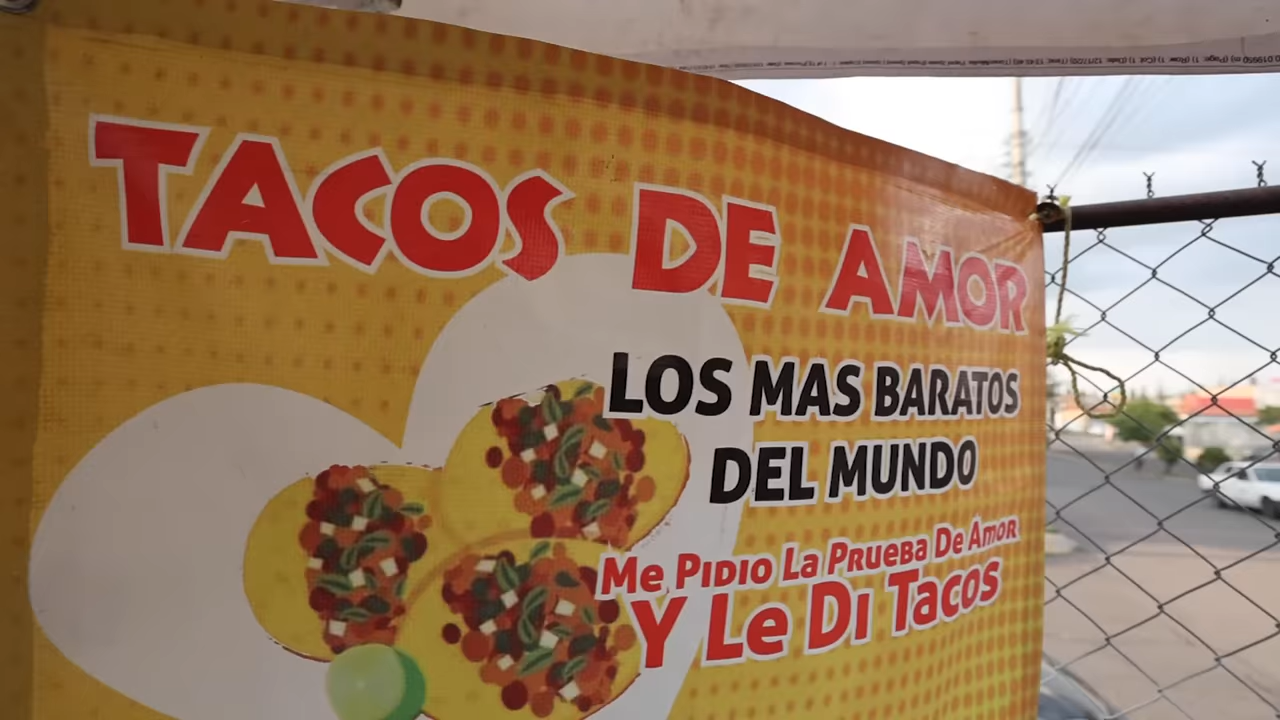 TACOS DE AMOR
LOS MAS BARATOS
DEL MUNDO
Me PIDIO La PRUEBA De AmOR
Y Le Di Tacos